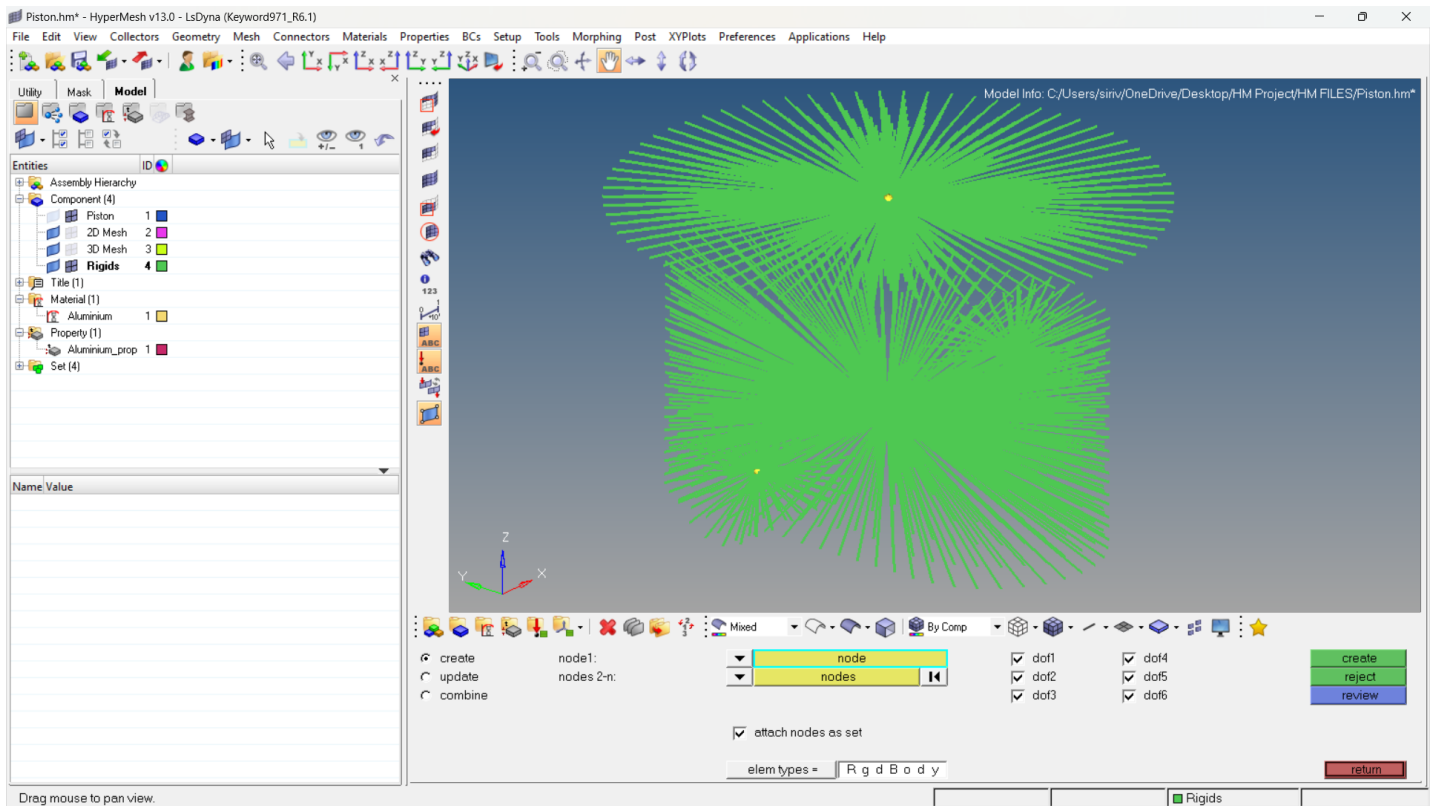 Piston.hm* - HyperMesh v13.0 - LsDyna (Keyword971_R6.1)
File Edit View Collectors Geometry Mesh Connectors Materials Properties BCs Setup Tools Morphing Post XYPlots Preferences Applications Help
Utility Mask Model
Entities ID
Assembly Hierarchy
Component (4)
Piston 1
2D Mesh 2
3D Mesh 3
Rigids 4
Title (1)
Material (1)
Aluminium 1
Property (1)
Aluminium_prop 1
Set (4)
Name Value
123
ABC
ABC
Model Info: C:/Users/siriv/OneDrive/Desktop/HM Project/HM FILES/Piston.hm*
Z
Y X
Mixed By Comp
create node1: node dof1 dof4 create
update nodes 2-n: nodes dof2 dof5 reject
combine dof3 dof6 review
attach nodes as set
elem types = RgdBody return
Drag mouse to pan view. Rigids